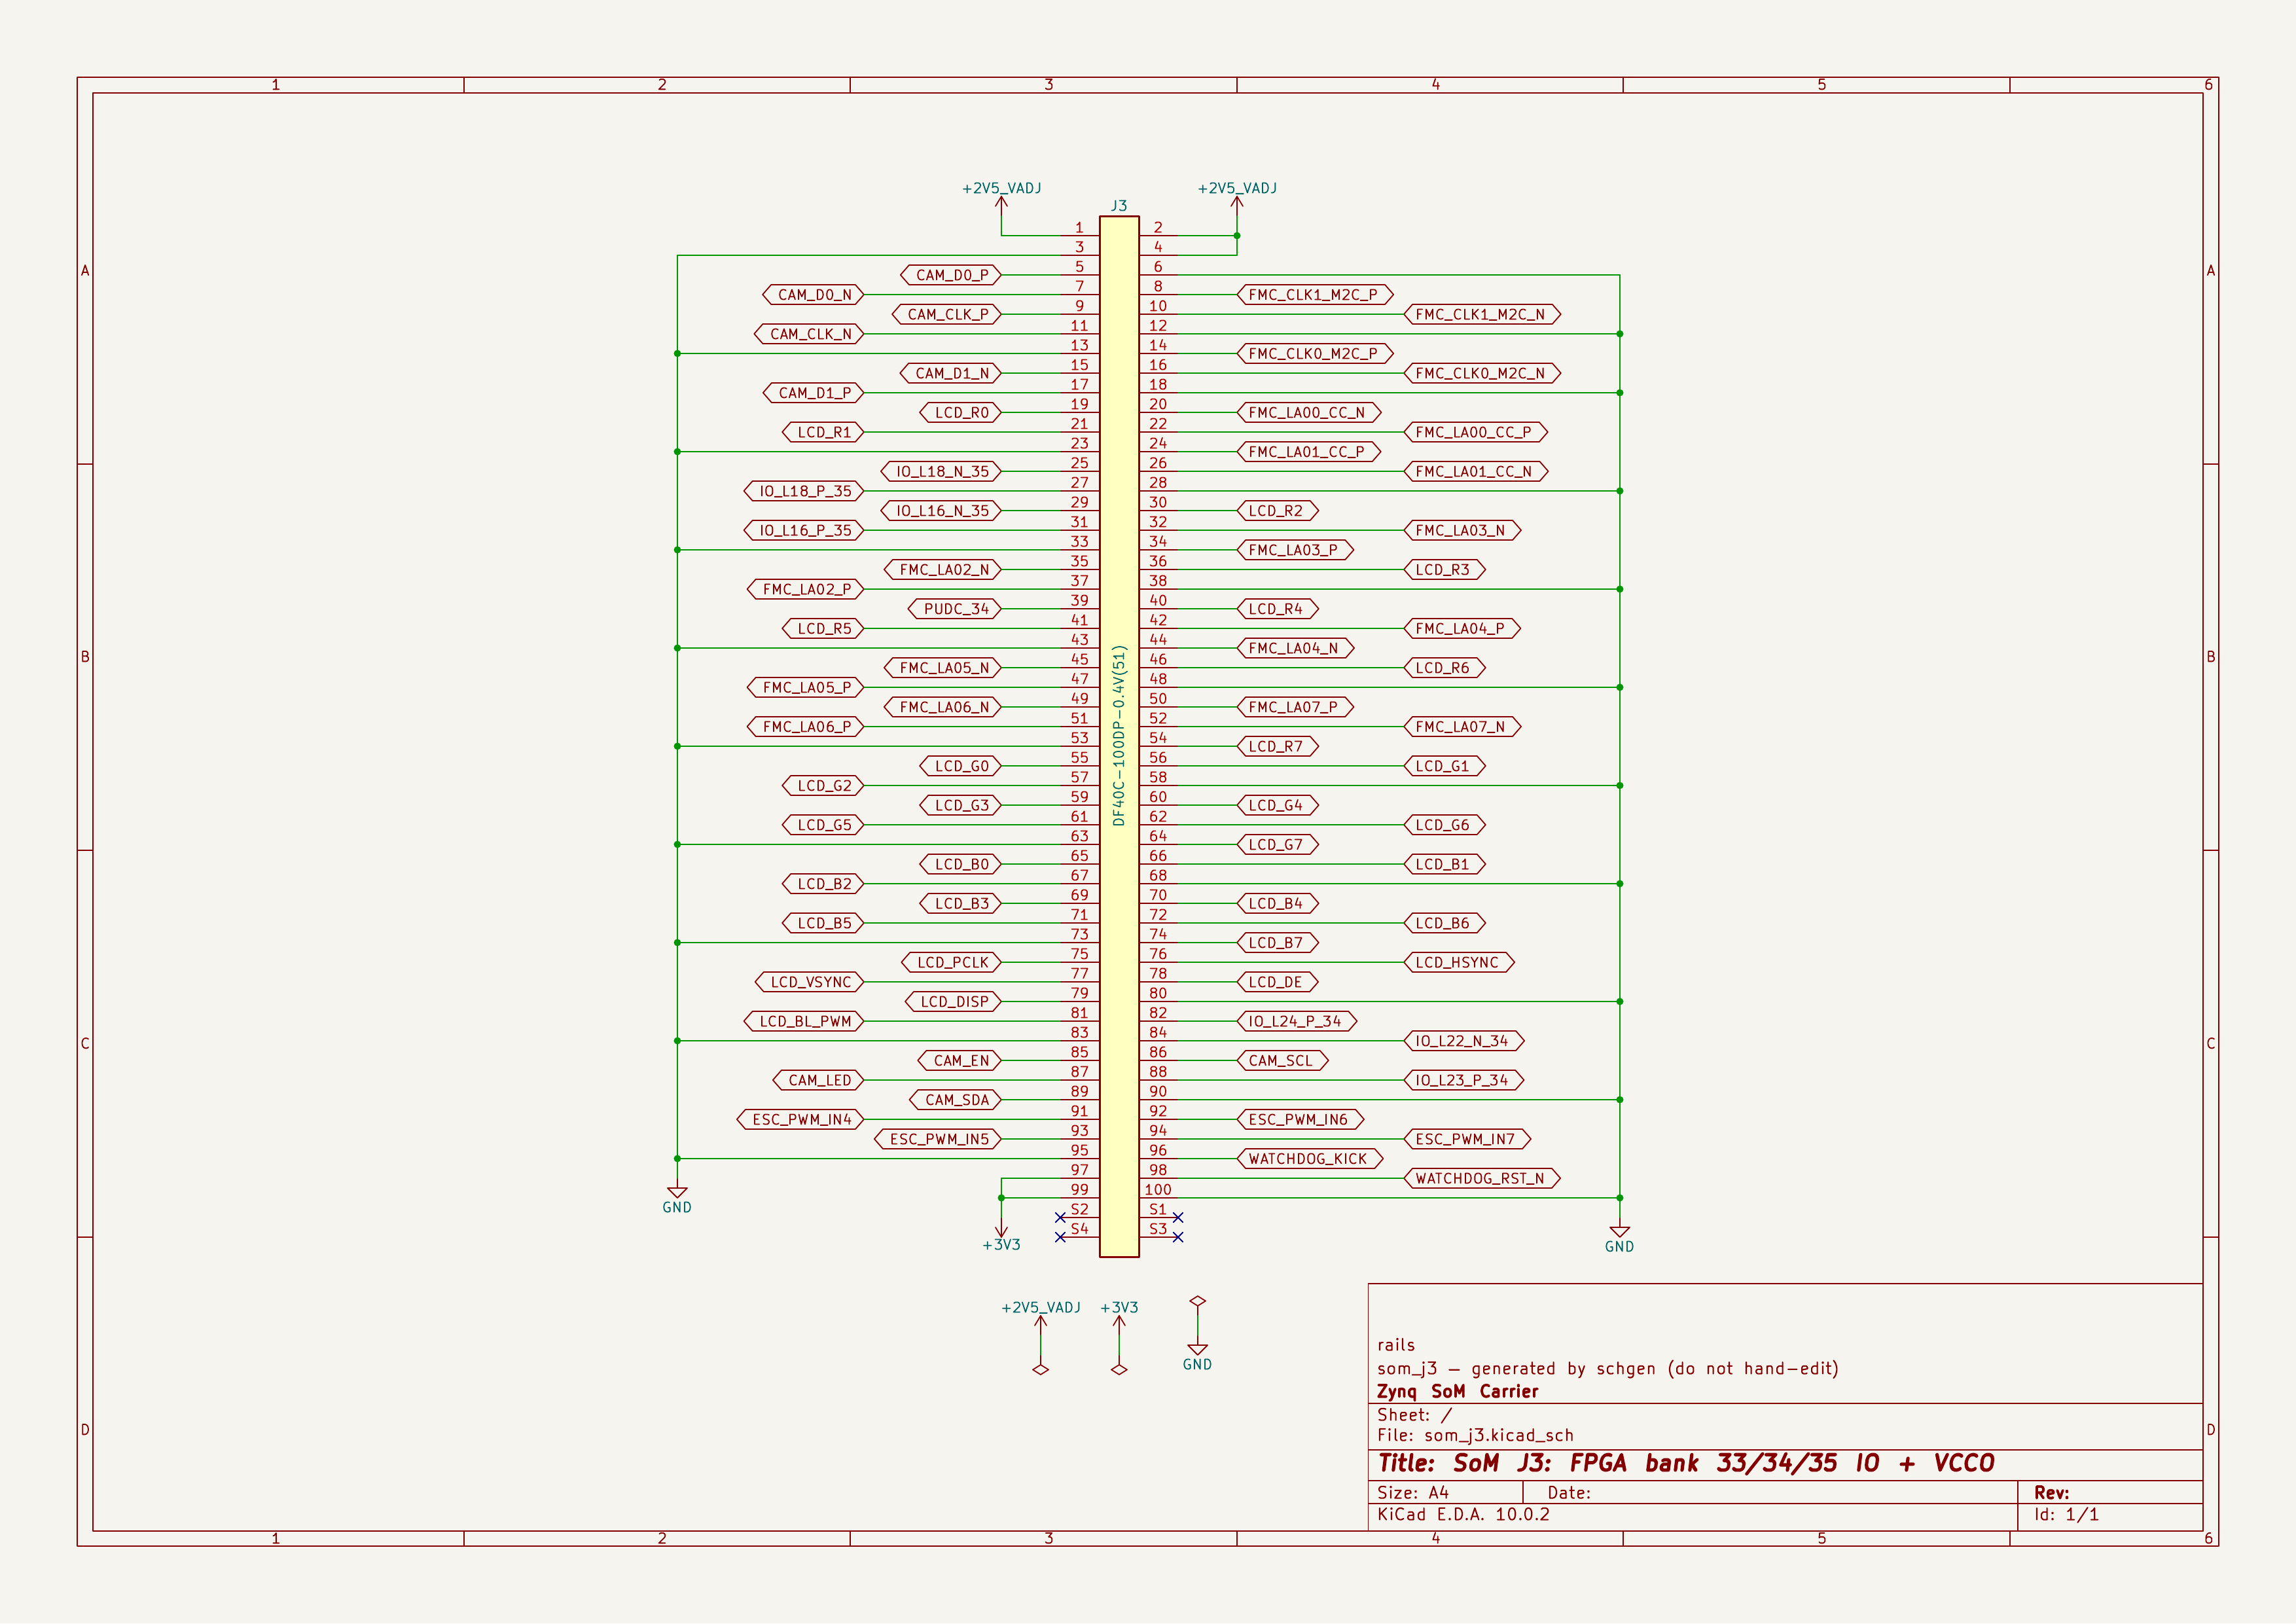 1 2 3 4 5 6
+2V5_VADJ +2V5_VADJ
J3
1 2
3 4
A CAM_D0_P 5 6 A
CAM_D0_N 7 8 FMC_CLK1_M2C_P
CAM_CLK_P 9 10 FMC_CLK1_M2C_N
CAM_CLK_N 11 12
13 14 FMC_CLK0_M2C_P
CAM_D1_N 15 16 FMC_CLK0_M2C_N
CAM_D1_P 17 18
LCD_R0 19 20 FMC_LA00_CC_N
LCD_R1 21 22 FMC_LA00_CC_P
23 24 FMC_LA01_CC_P
IO_L18_N_35 25 26 FMC_LA01_CC_N
IO_L18_P_35 27 28
IO_L16_N_35 29 30 LCD_R2
IO_L16_P_35 31 32 FMC_LA03_N
33 34 FMC_LA03_P
FMC_LA02_N 35 36 LCD_R3
FMC_LA02_P 37 38
PUDC_34 39 40 LCD_R4
LCD_R5 41 42 FMC_LA04_P
43 44 FMC_LA04_N
B FMC_LA05_N 45 46 LCD_R6 B
FMC_LA05_P 47 48
FMC_LA06_N 49 50 FMC_LA07_P
FMC_LA06_P 51 52 FMC_LA07_N
DF40C-100DP-0.4V(51)
53 54 LCD_R7
LCD_G0 55 56 LCD_G1
LCD_G2 57 58
LCD_G3 59 60 LCD_G4
LCD_G5 61 62 LCD_G6
63 64 LCD_G7
LCD_B0 65 66 LCD_B1
LCD_B2 67 68
LCD_B3 69 70 LCD_B4
LCD_B5 71 72 LCD_B6
73 74 LCD_B7
LCD_PCLK 75 76 LCD_HSYNC
LCD_VSYNC 77 78 LCD_DE
LCD_DISP 79 80
LCD_BL_PWM 81 82 IO_L24_P_34
C 83 84 IO_L22_N_34 C
CAM_EN 85 86 CAM_SCL
CAM_LED 87 88 IO_L23_P_34
CAM_SDA 89 90
ESC_PWM_IN4 91 92 ESC_PWM_IN6
ESC_PWM_IN5 93 94 ESC_PWM_IN7
95 96 WATCHDOG_KICK
97 98 WATCHDOG_RST_N
99 100
GND S2 S1
S4 S3
+3V3 GND
+2V5_VADJ +3V3
GND
rails
som_j3 — generated by schgen (do not hand-edit)
Zynq SoM Carrier
Sheet: /
File: som_j3.kicad_sch
D D
Title: SoM J3: FPGA bank 33/34/35 IO + VCCO
Size: A4 Date: Rev:
KiCad E.D.A. 10.0.2 Id: 1/1
1 2 3 4 5 6